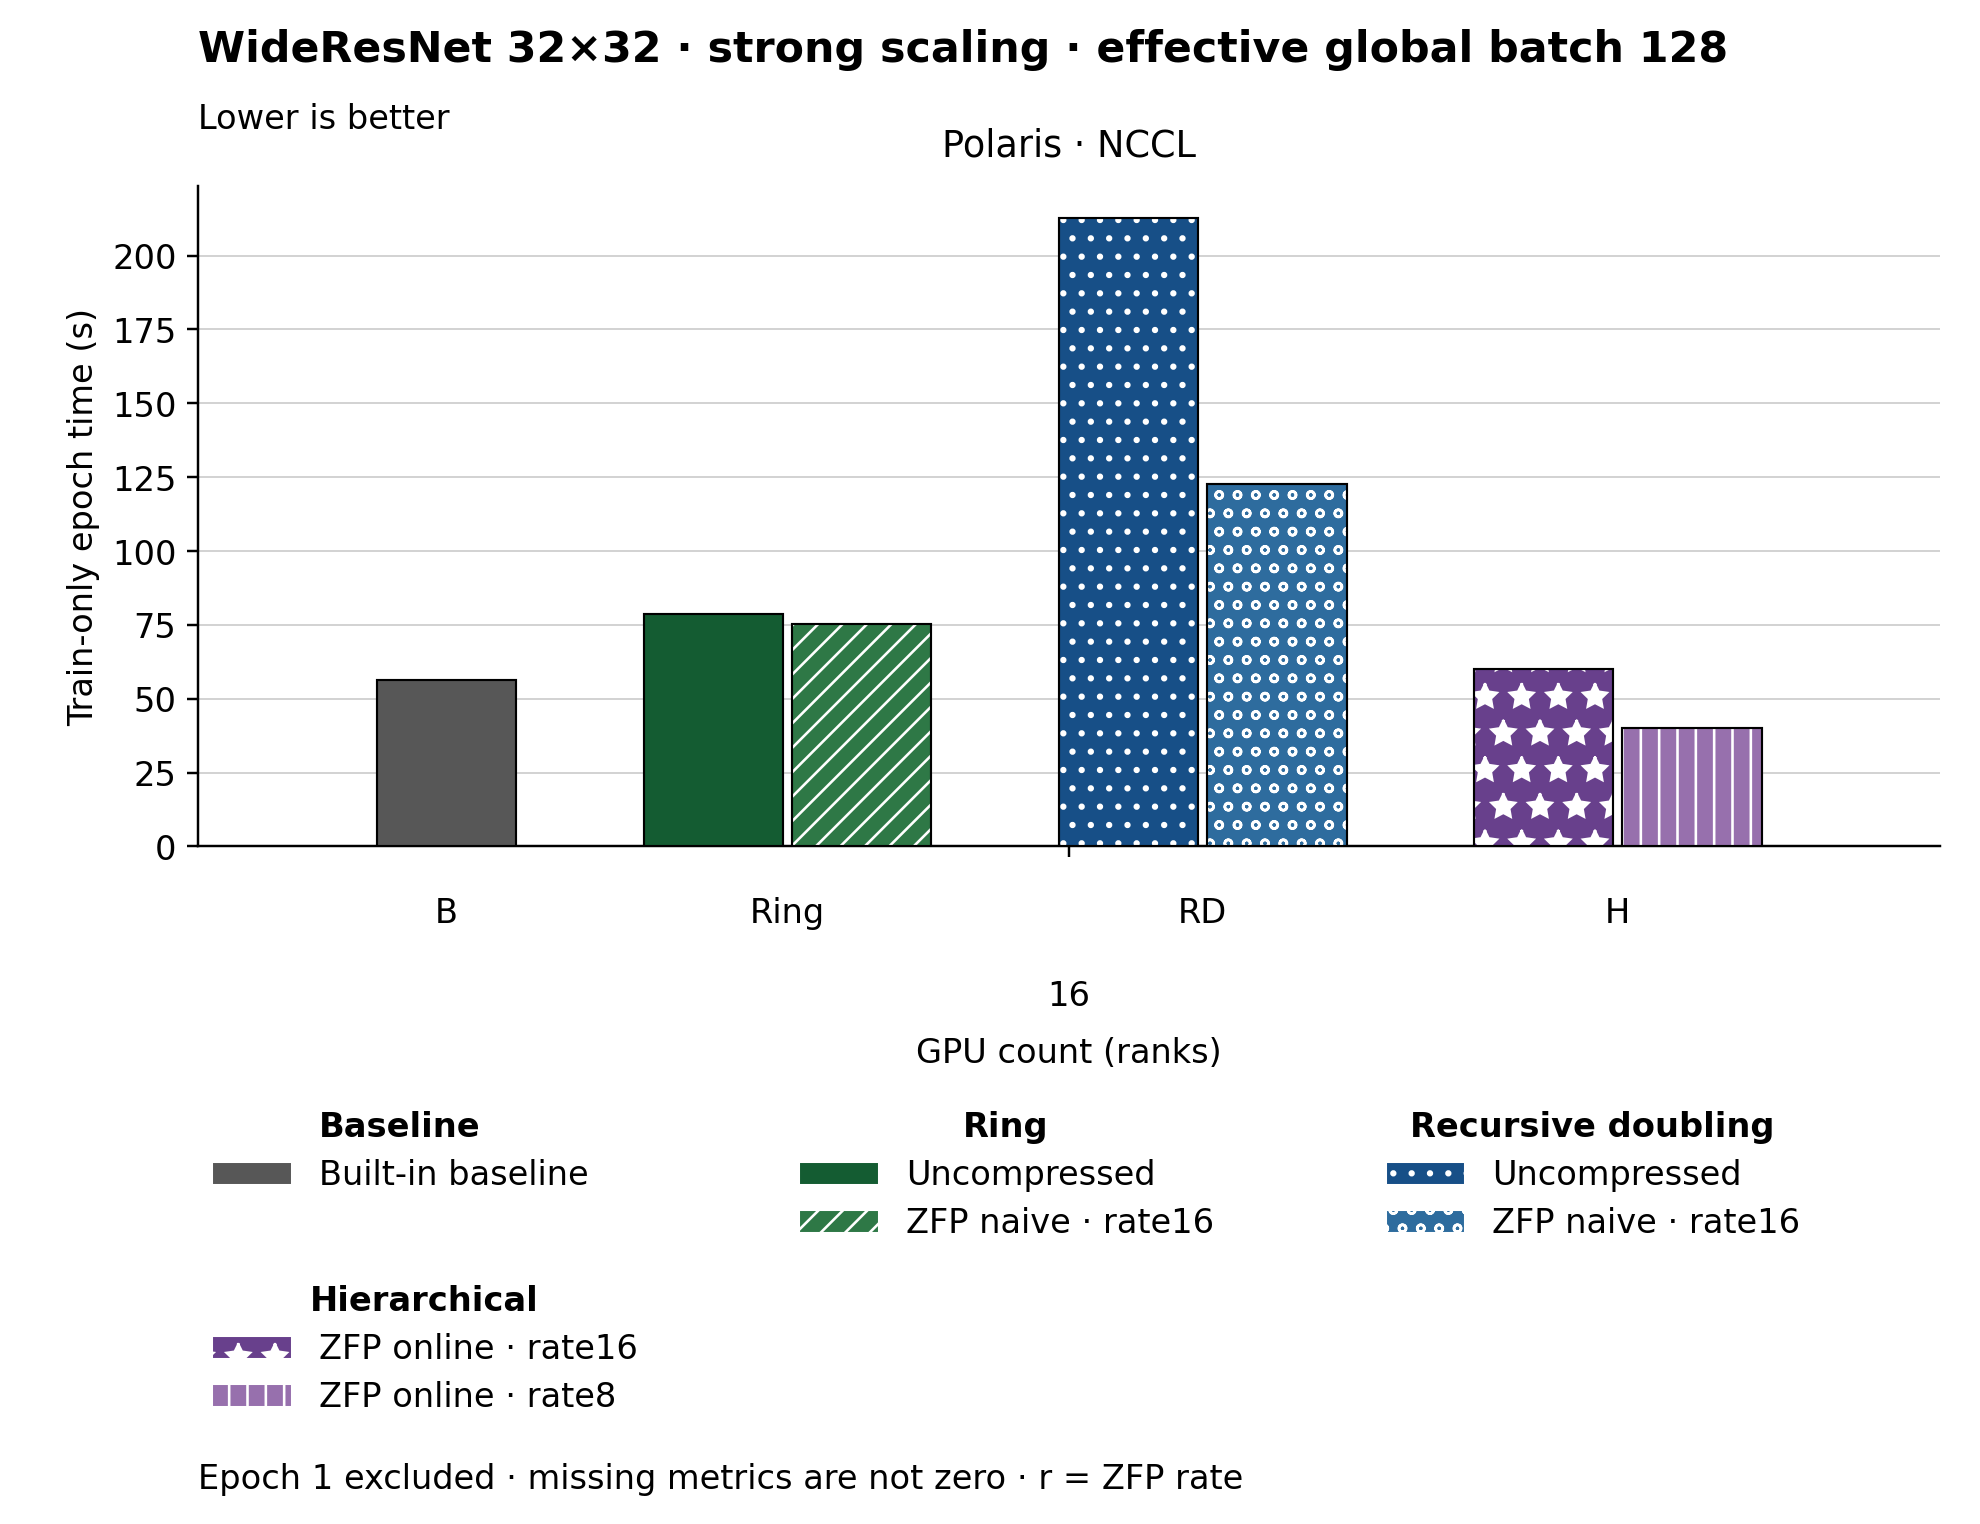 WideResNet 32×32 · strong scaling · effective global batch 128
Lower is better
Polaris · NCCL
Train-only epoch time (s)
200
175
150
125
100
75
50
25
0
B
Ring
RD
H
16
GPU count (ranks)
Baseline
Built-in baseline
Ring
Uncompressed
ZFP naive · rate16
Recursive doubling
Uncompressed
ZFP naive · rate16
Hierarchical
ZFP online · rate16
ZFP online · rate8
Epoch 1 excluded · missing metrics are not zero · r = ZFP rate